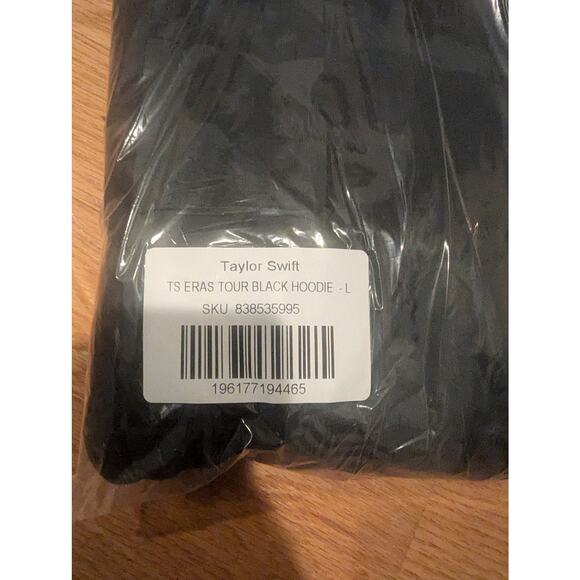 Taylor Swift
TS ERAS TOUR BLACK HOODIE - L
SKU 838535995
196177194465